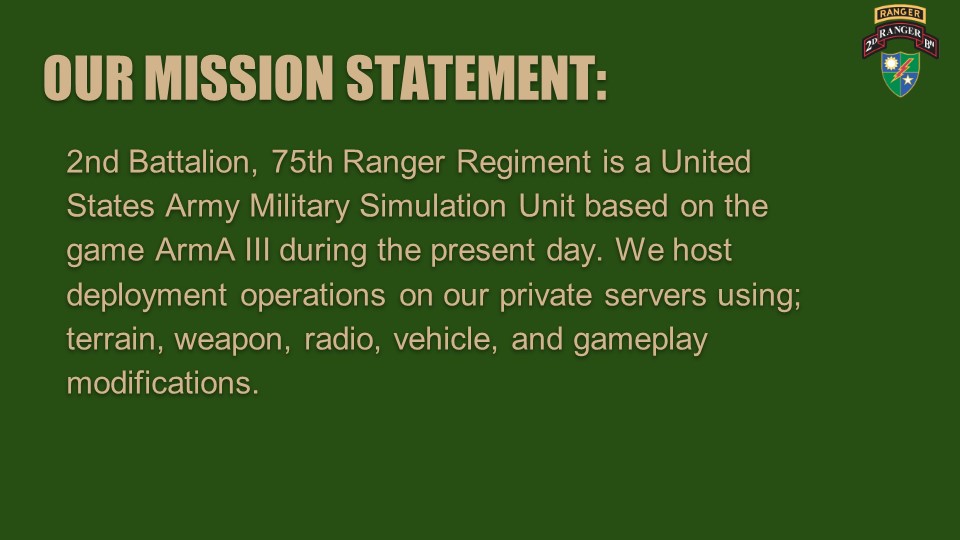 RANGER
2D RANGER BN
OUR MISSION STATEMENT:
2nd Battalion, 75th Ranger Regiment is a United
States Army Military Simulation Unit based on the
game ArmA III during the present day. We host
deployment operations on our private servers using;
terrain, weapon, radio, vehicle, and gameplay
modifications.